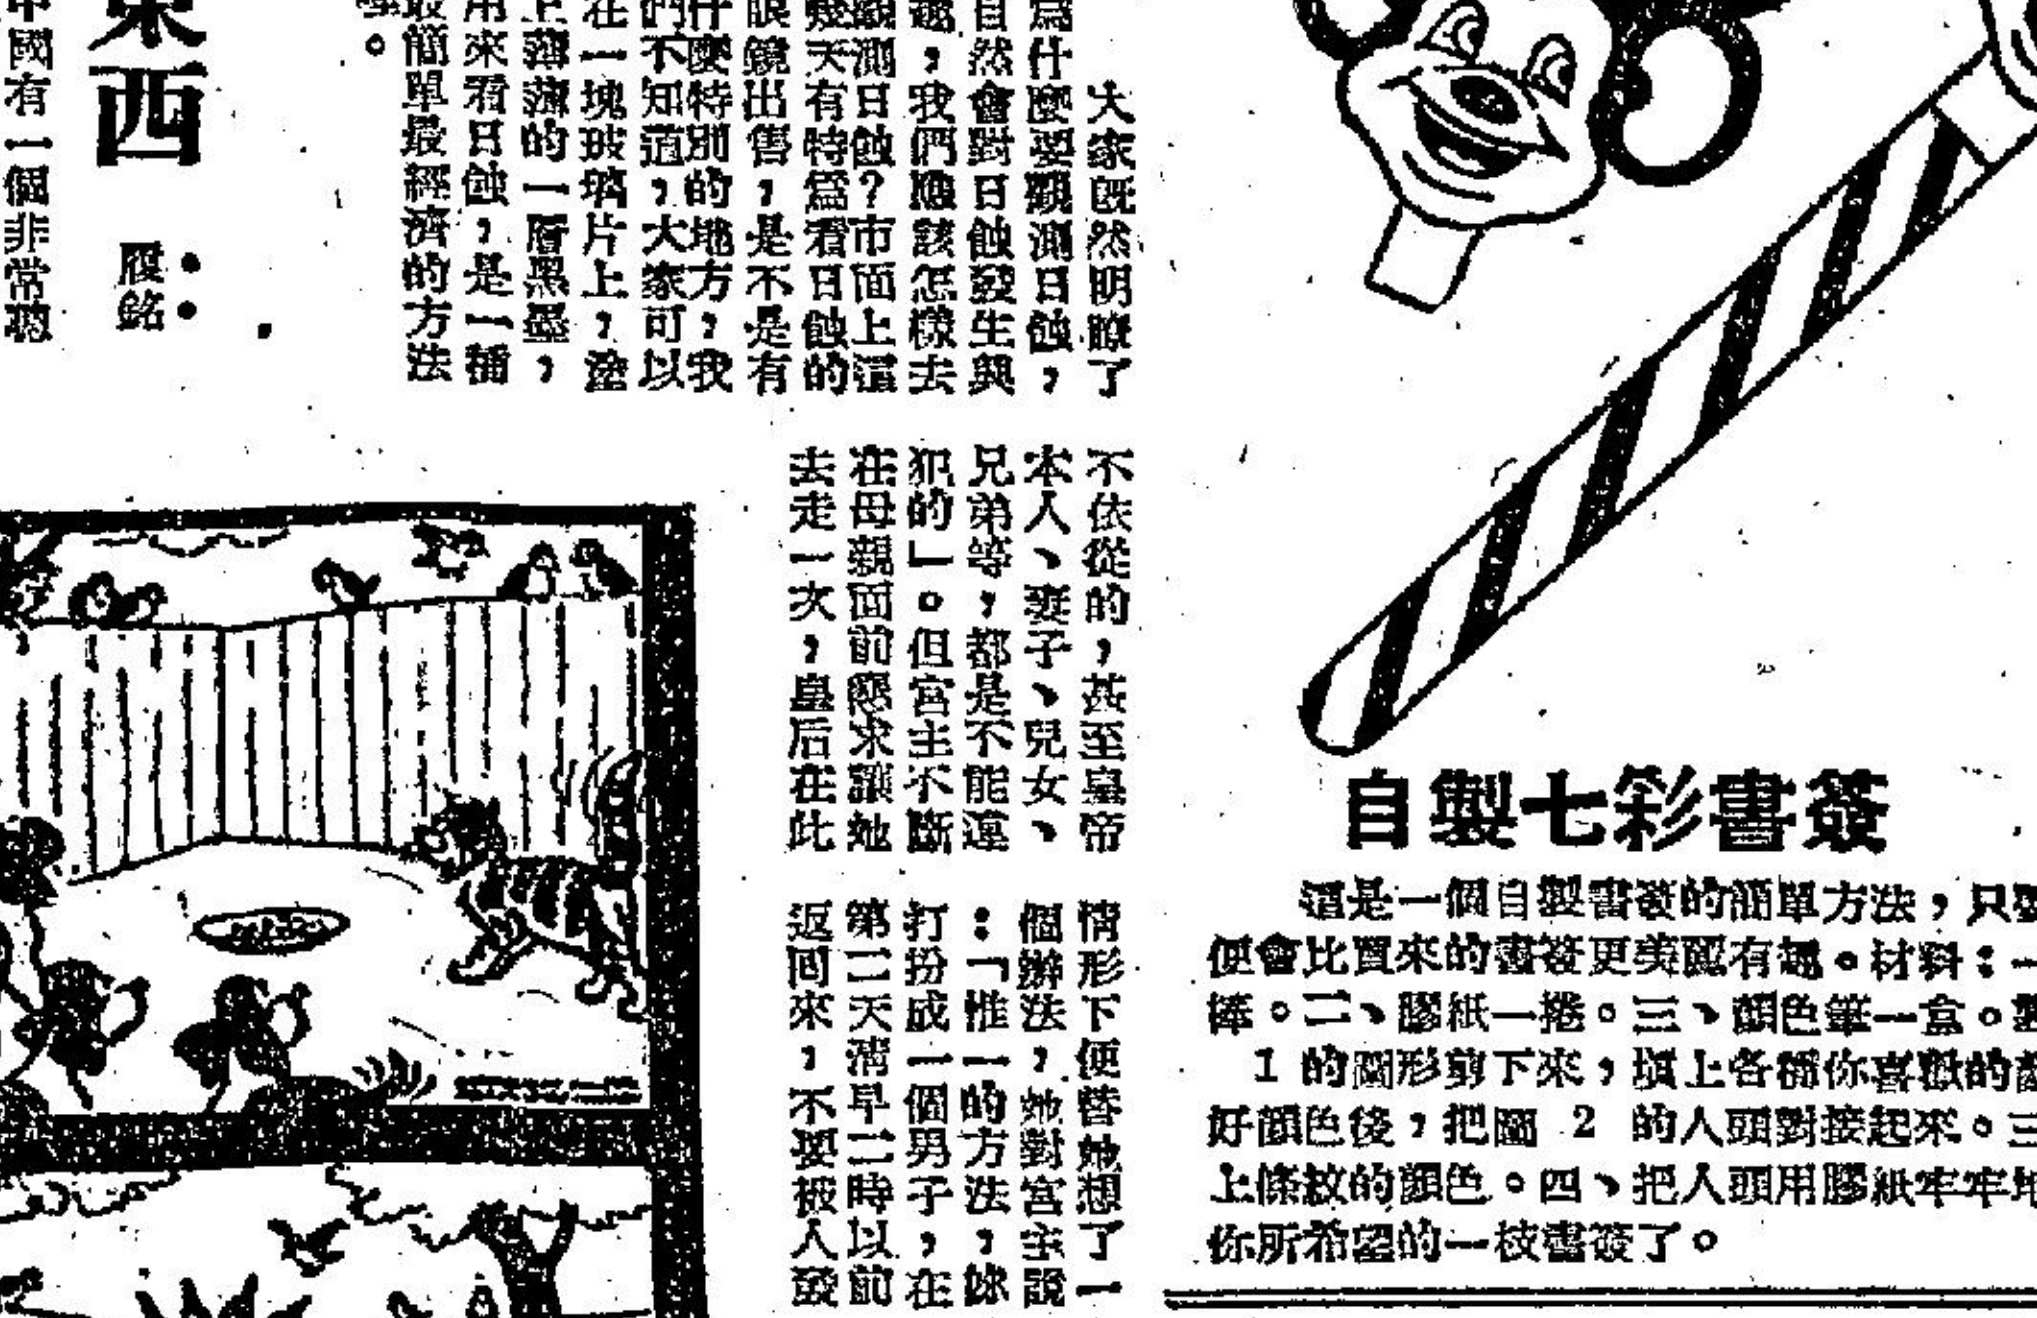 大家旣然明瞭了
爲什麼要觀測日蝕，
自然會對日蝕發生興
趣，我們應該怎樣去
觀測日蝕？市面上這
幾天有特爲看日蝕的
眼鏡出售，是不是有
什麼特別的地方，我
們不知道，大家可以
在一塊玻璃片上，塗
上薄薄的一層黑墨，
用來看日蝕，是一種
最簡單最經濟的方法
。
東西
：履銘
中國有一個非常聰
不依從的，甚至皇帝
本人、妻子、兒女、
兄弟等，都是不能違
犯的」。但宮主不斷
在母親面前懇求讓她
去走一次，皇后在此
情形下便替她想了一
個辦法，她對宮主說
：「惟一的方法，妹
打扮成一個男子，在
第二天清早二時以前
返回來，不要被人發
自製七彩書簽
這是一個自製書簽的簡單方法，只要
便會比買來的書簽更美麗有趣。材料：一
棒。二、膠紙一捲。三、顏色筆一盒。
1 的圖形剪下來，塡上各種你喜歡的顏
好顏色後，把圖 2 的人頭對接起來。三
上條紋的顏色。四、把人頭用膠紙牢牢地
你所希望的一枝書簽了。